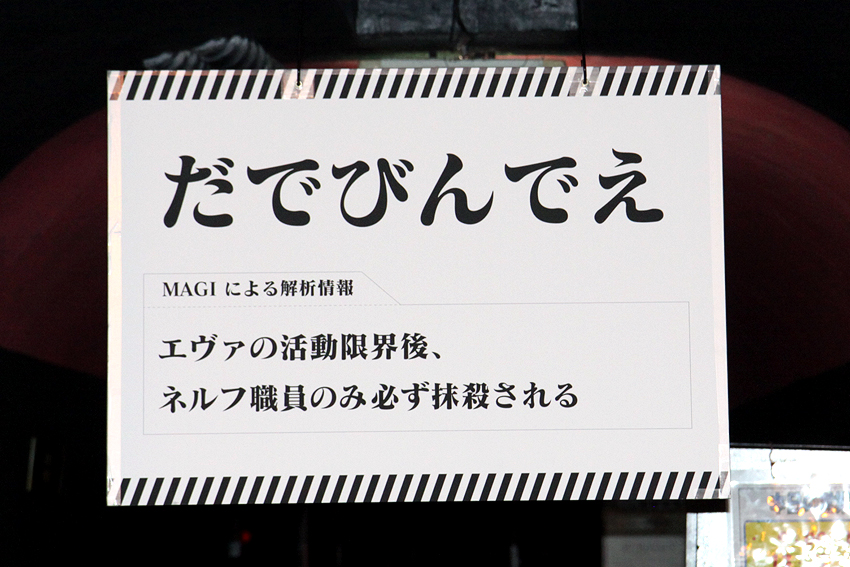 だでびんでえ
MAGI による解析情報
エヴァの活動限界後、
ネルフ職員のみ必ず抹殺される